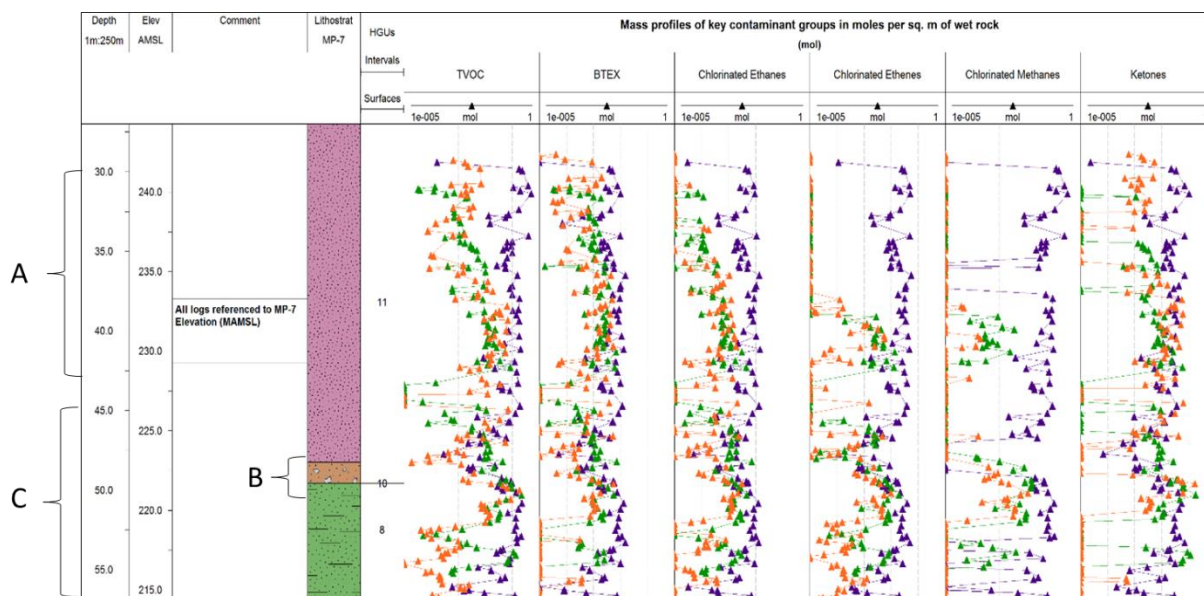 Depth
1m:250m
Elev
AMSL
Comment
Lithostrat
MP-7
HGUs
Intervals
Surfaces
Mass profiles of key contaminant groups in moles per sq. m of wet rock
(mol)
TVOC
BTEX
Chlorinated Ethanes
Chlorinated Ethenes
Chlorinated Methanes
Ketones
1e-005 mol 1
1e-005 mol 1
1e-005 mol 1
1e-005 mol 1
1e-005 mol 1
1e-005 mol 1
30.0
240.0
35.0
A
235.0
11
All logs referenced to MP-7
Elevation (MAMSL)
40.0
230.0
45.0
225.0
B
10
50.0
C
220.0
8
55.0
215.0